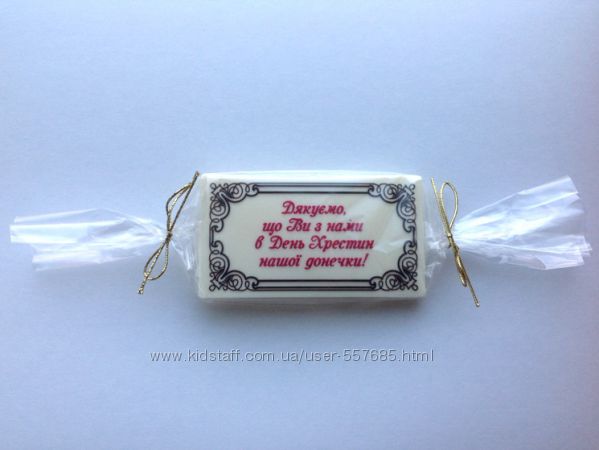 Дякуємо,
що Ви з нами
в День Хрестин
нашої донечки!
www.kidstaff.com.ua/user-557685.html